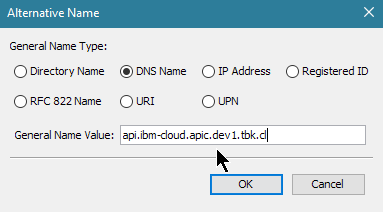 Alternative Name
General Name Type:
Directory Name DNS Name IP Address Registered ID
RFC 822 Name URI UPN
General Name Value: api.ibm-cloud.apic.dev1.tbk.cl
OK Cancel